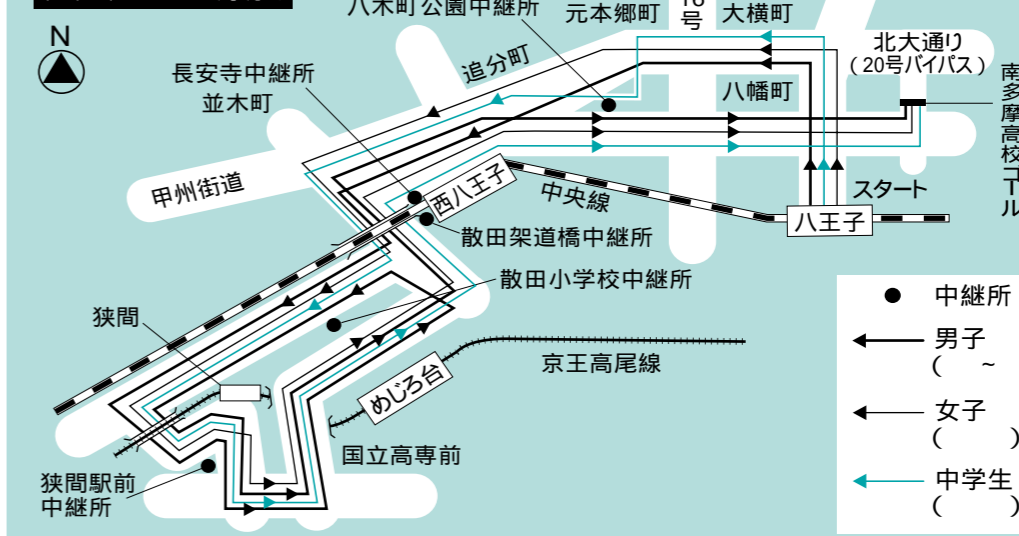 八木町公園中継所
元本郷町
16号
大横町
N
長安寺中継所
並木町
追分町
北大通り
(20号バイパス)
八幡町
南多摩高校ゴール
甲州街道
西八王子
中央線
スタート
八王子
散田架道橋中継所
散田小学校中継所
狭間
めじろ台
京王高尾線
国立高専前
狭間駅前
中継所
中継所
男子
( ~
女子
( )
中学生
( )